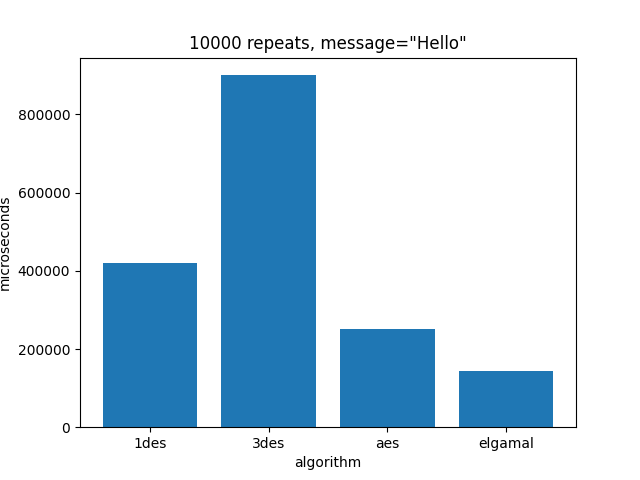 10000 repeats, message="Hello"
microseconds
800000
600000
400000
200000
0
1des 3des aes elgamal
algorithm